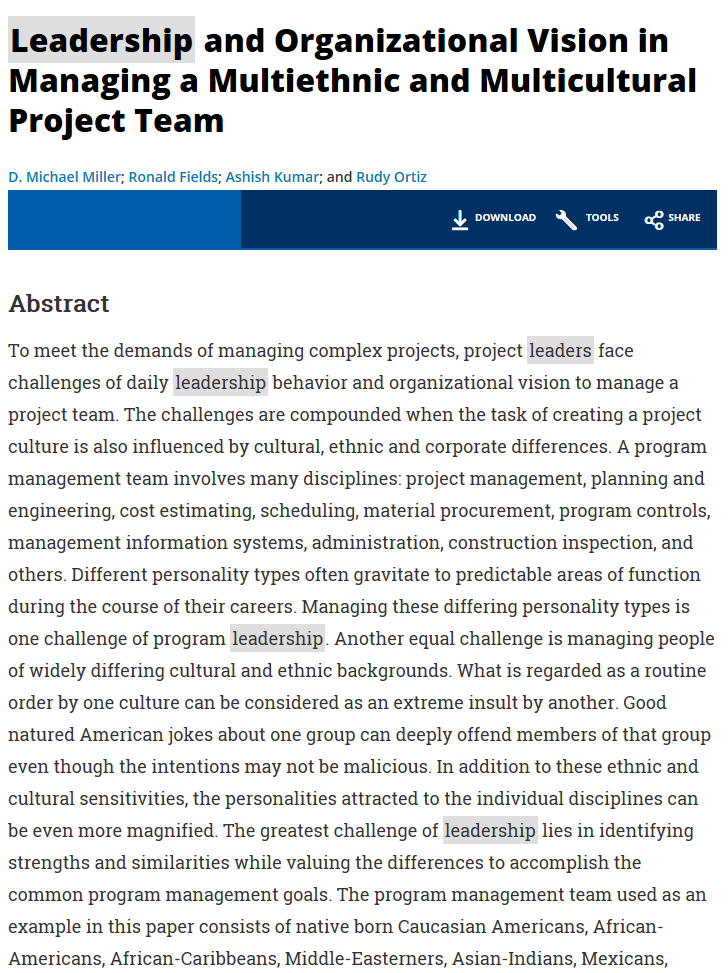 Leadership and Organizational Vision in
Managing a Multiethnic and Multicultural
Project Team
D. Michael Miller; Ronald Fields; Ashish Kumar; and Rudy Ortiz
DOWNLOAD TOOLS SHARE
Abstract
To meet the demands of managing complex projects, project leaders face
challenges of daily leadership behavior and organizational vision to manage a
project team. The challenges are compounded when the task of creating a project
culture is also influenced by cultural, ethnic and corporate differences. A program
management team involves many disciplines: project management, planning and
engineering, cost estimating, scheduling, material procurement, program controls,
management information systems, administration, construction inspection, and
others. Different personality types often gravitate to predictable areas of function
during the course of their careers. Managing these differing personality types is
one challenge of program leadership. Another equal challenge is managing people
of widely differing cultural and ethnic backgrounds. What is regarded as a routine
order by one culture can be considered as an extreme insult by another. Good
natured American jokes about one group can deeply offend members of that group
even though the intentions may not be malicious. In addition to these ethnic and
cultural sensitivities, the personalities attracted to the individual disciplines can
be even more magnified. The greatest challenge of leadership lies in identifying
strengths and similarities while valuing the differences to accomplish the
common program management goals. The program management team used as an
example in this paper consists of native born Caucasian Americans, African-
Americans, African-Caribbeans, Middle-Easterners, Asian-Indians, Mexicans,